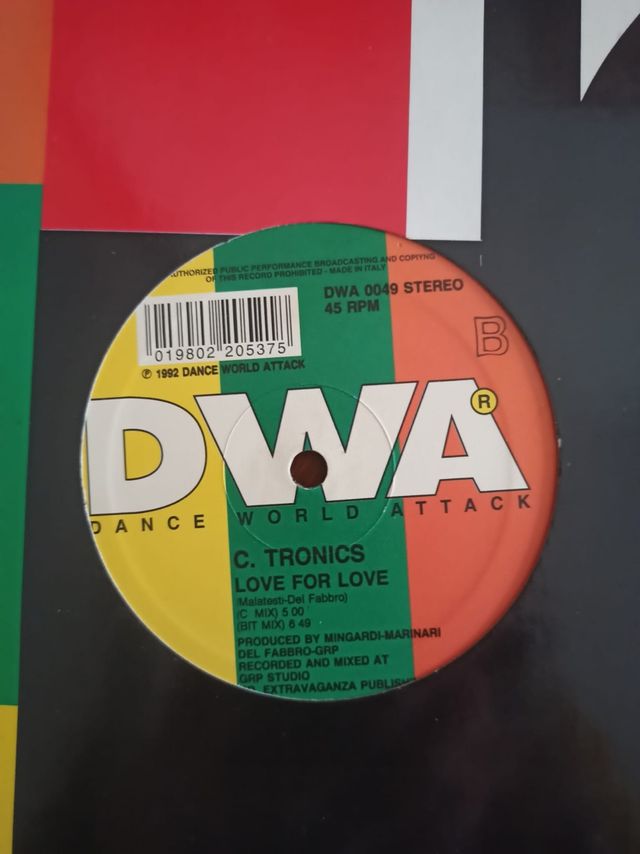 AUTHORIZED PUBLIC PERFORMANCE BROADCASTING AND COPIYNG
OF THIS RECORD PROHIBITED - MADE IN ITALY
DWA 0049 STEREO
45 RPM
B
019802 205375
℗ 1992 DANCE WORLD ATTACK
DWA ®
DANCE WORLD ATTACK
C. TRONICS
LOVE FOR LOVE
(Malatesti-Del Fabbro)
(C MIX) 5 00
(BIT MIX) 6 49
PRODUCED BY MINGARDI-MARINARI
DEL FABBRO-GRP
RECORDED AND MIXED AT
GRP STUDIO
EXTRAVAGANZA PUBLISH